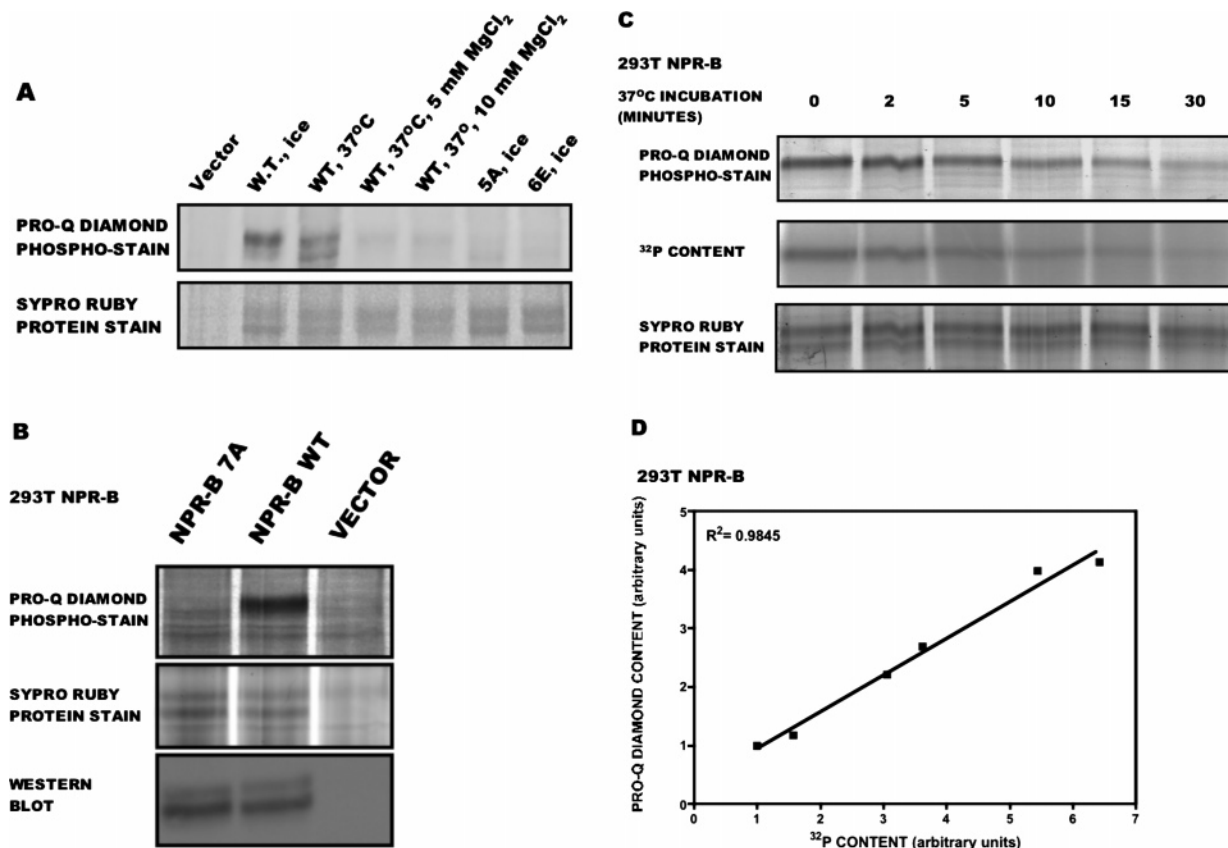 A
Vector
W.T., ice
WT, 37⁰C
WT, 37⁰C, 5 mM MgCl₂
WT, 37⁰, 10 mM MgCl₂
5A, ice
6E, ice
PRO-Q DIAMOND
PHOSPHO-STAIN
SYPRO RUBY
PROTEIN STAIN
B
293T NPR-B
NPR-B 7A
NPR-B WT
VECTOR
PRO-Q DIAMOND
PHOSPHO-STAIN
SYPRO RUBY
PROTEIN STAIN
WESTERN
BLOT
C
293T NPR-B
37⁰C INCUBATION
(MINUTES)
0 2 5 10 15 30
PRO-Q DIAMOND
PHOSPHO-STAIN
³²P CONTENT
SYPRO RUBY
PROTEIN STAIN
D
293T NPR-B
PRO-Q DIAMOND CONTENT (arbitrary units)
5
4
3
2
1
0
R²= 0.9845
0 1 2 3 4 5 6 7
³²P CONTENT (arbitrary units)